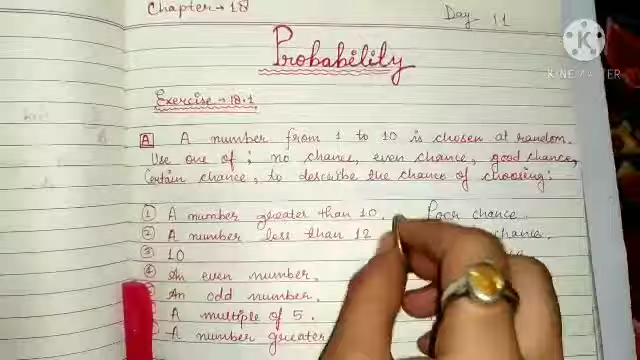 Chapter → 18
Day 11
KINEMASTER
Probability
Exercise → 18.1
A A number from 1 to 10 is chosen at random.
Use one of : no chance, even chance, good chance,
Certain chance, to describe the chance of choosing:
① A number greater than 10. Poor chance
② A number less than 12 chance.
③ 10
④ An even number.
An odd number.
A multiple of 5.
A number greater